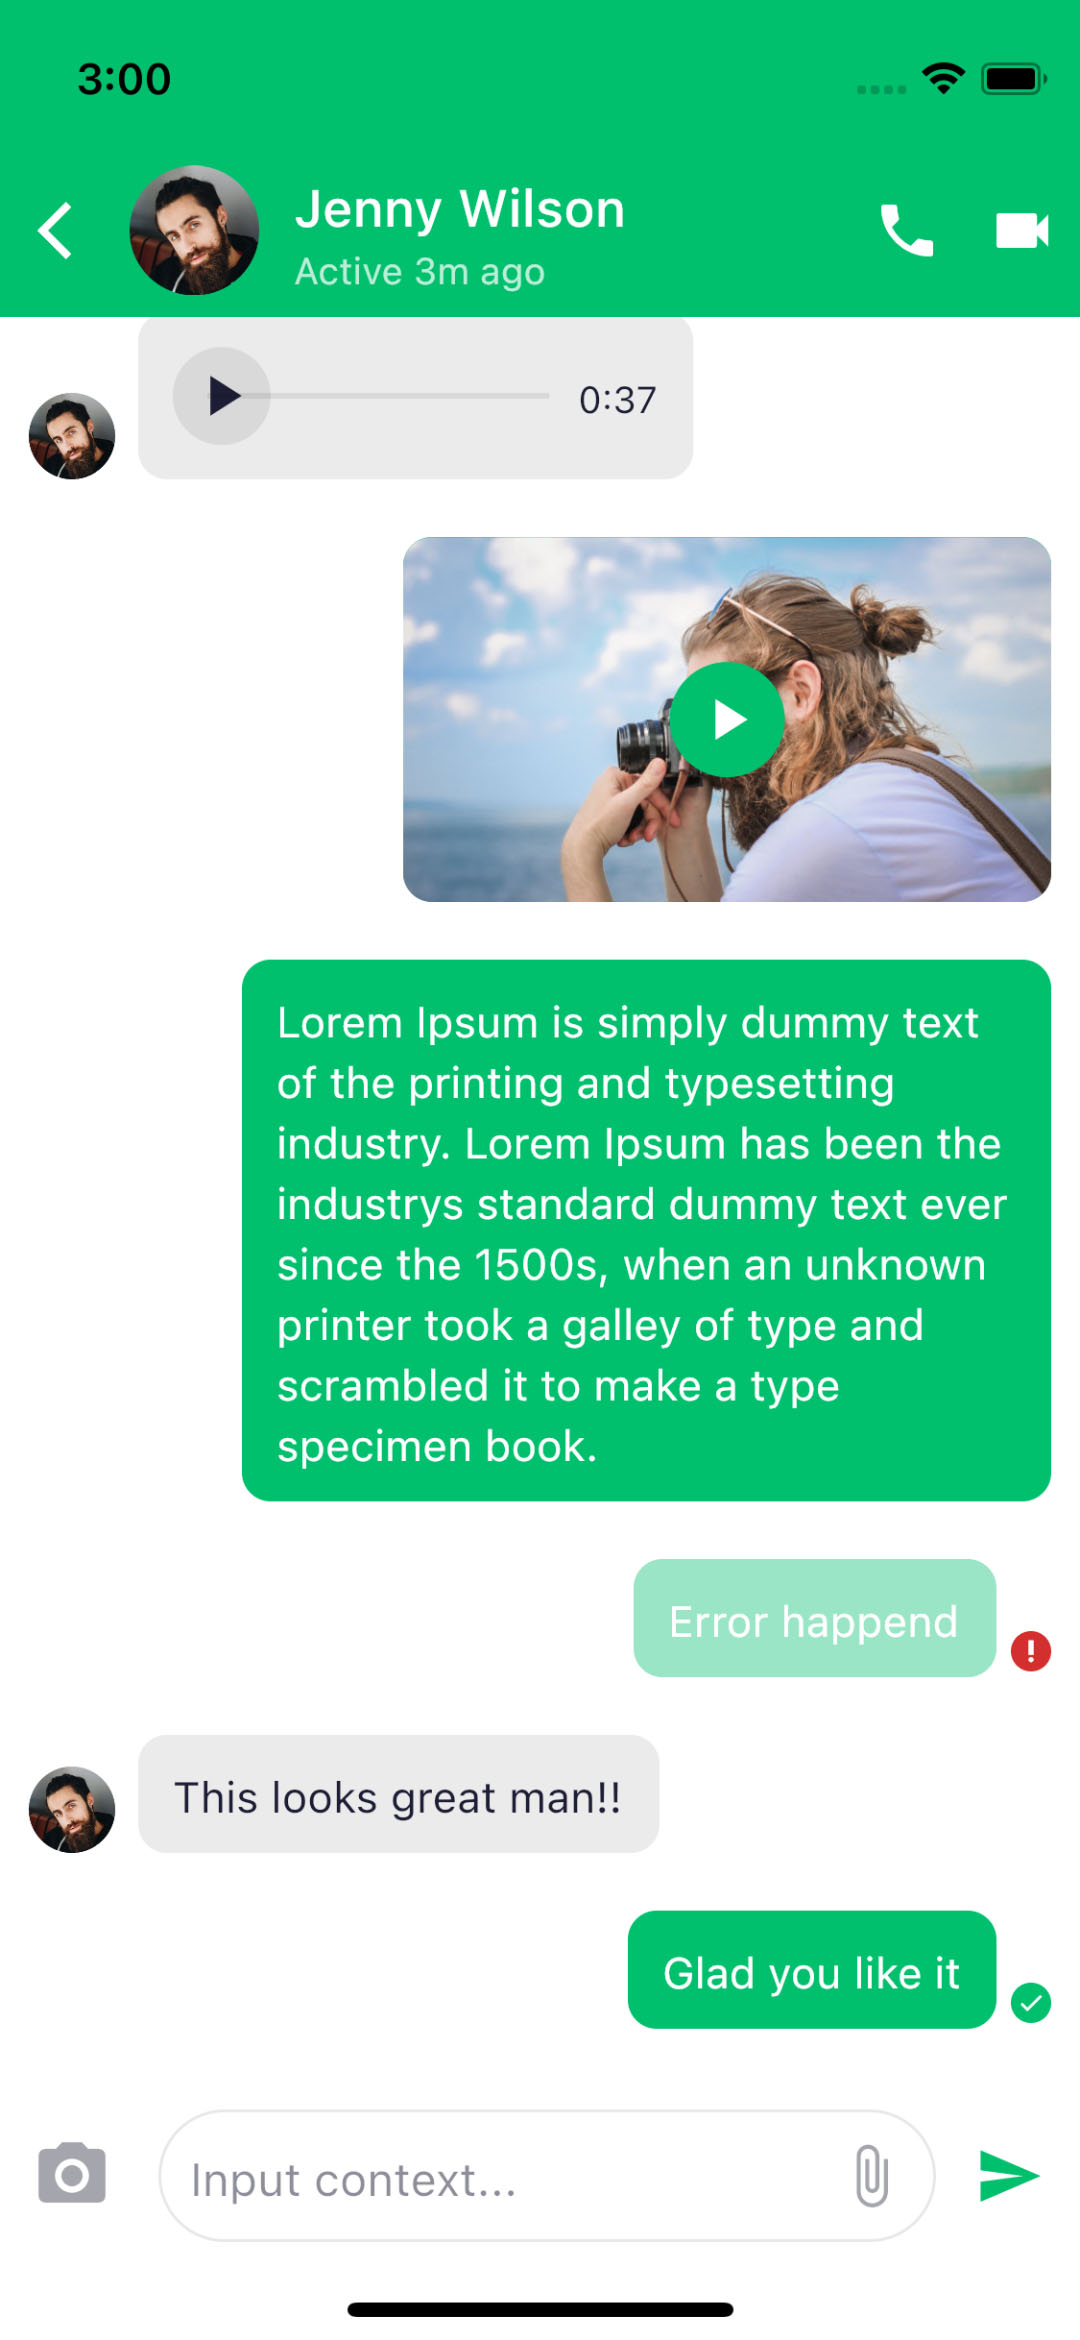 3:00
Jenny Wilson
Active 3m ago
0:37
Lorem Ipsum is simply dummy text
of the printing and typesetting
industry. Lorem Ipsum has been the
industrys standard dummy text ever
since the 1500s, when an unknown
printer took a galley of type and
scrambled it to make a type
specimen book.
Error happend
This looks great man!!
Glad you like it
Input context...